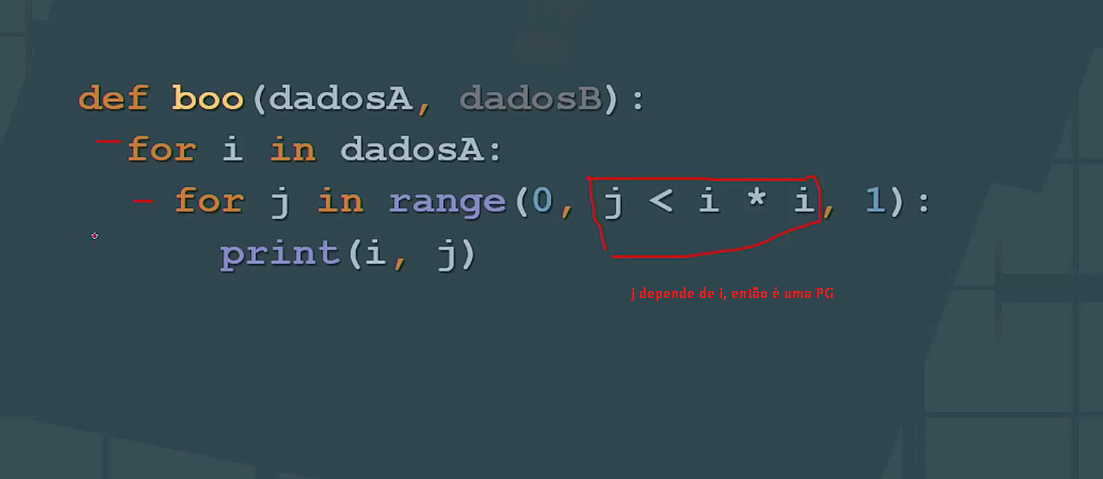 def boo(dadosA, dadosB):
for i in dadosA:
for j in range(0, j < i * i, 1):
print(i, j)
j depende de i, então é uma PG